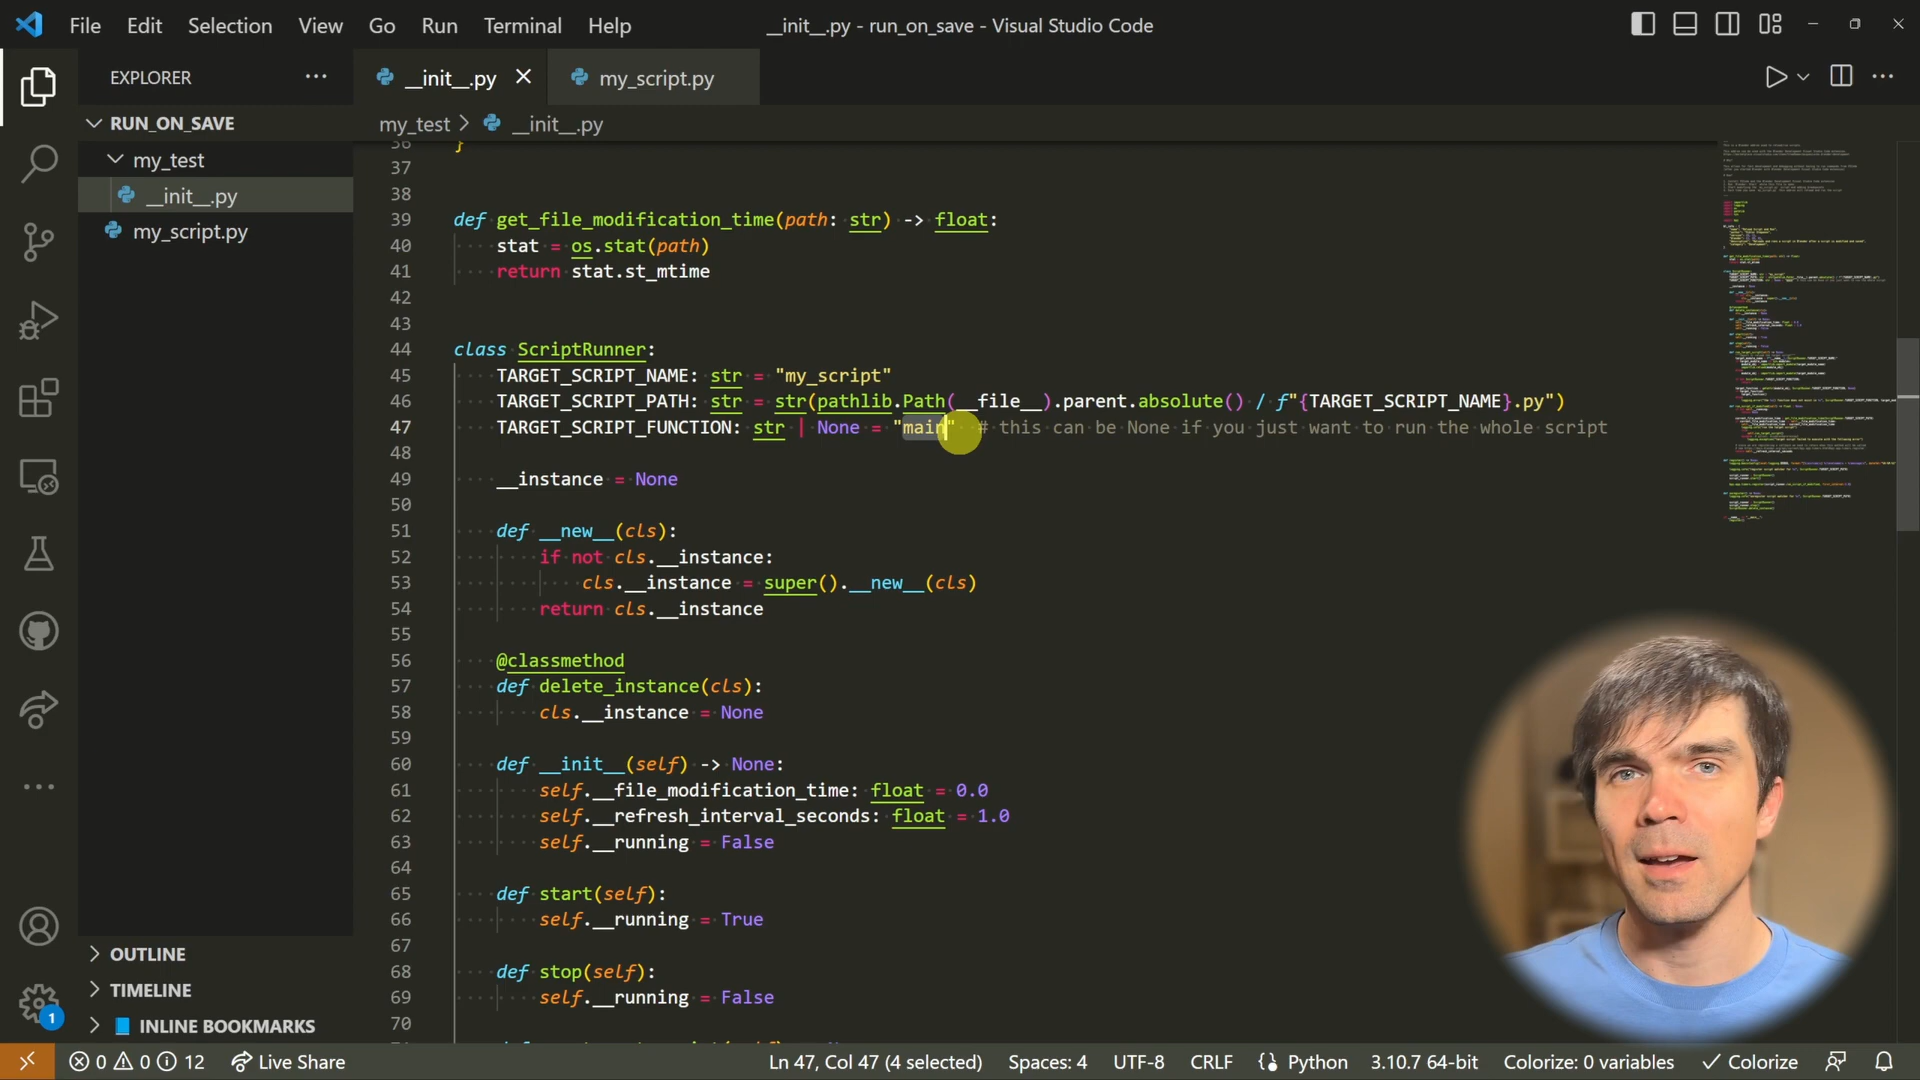 File Edit Selection View Go Run Terminal Help
__init__.py - run_on_save - Visual Studio Code
EXPLORER
RUN_ON_SAVE
my_test
__init__.py
my_script.py
OUTLINE
TIMELINE
INLINE BOOKMARKS
__init__.py
my_script.py
my_test > __init__.py
36 }
37
38
39 def get_file_modification_time(path: str) -> float:
40 stat = os.stat(path)
41 return stat.st_mtime
42
43
44 class ScriptRunner:
45 TARGET_SCRIPT_NAME: str = "my_script"
46 TARGET_SCRIPT_PATH: str = str(pathlib.Path(__file__).parent.absolute() / f"{TARGET_SCRIPT_NAME}.py")
47 TARGET_SCRIPT_FUNCTION: str | None = "main" # this can be None if you just want to run the whole script
48
49 __instance = None
50
51 def __new__(cls):
52 if not cls.__instance:
53 cls.__instance = super().__new__(cls)
54 return cls.__instance
55
56 @classmethod
57 def delete_instance(cls):
58 cls.__instance = None
59
60 def __init__(self) -> None:
61 self.__file_modification_time: float = 0.0
62 self.__refresh_interval_seconds: float = 1.0
63 self.__running = False
64
65 def start(self):
66 self.__running = True
67
68 def stop(self):
69 self.__running = False
70
1
0 0 12 Live Share
Ln 47, Col 47 (4 selected) Spaces: 4 UTF-8 CRLF Python 3.10.7 64-bit Colorize: 0 variables Colorize